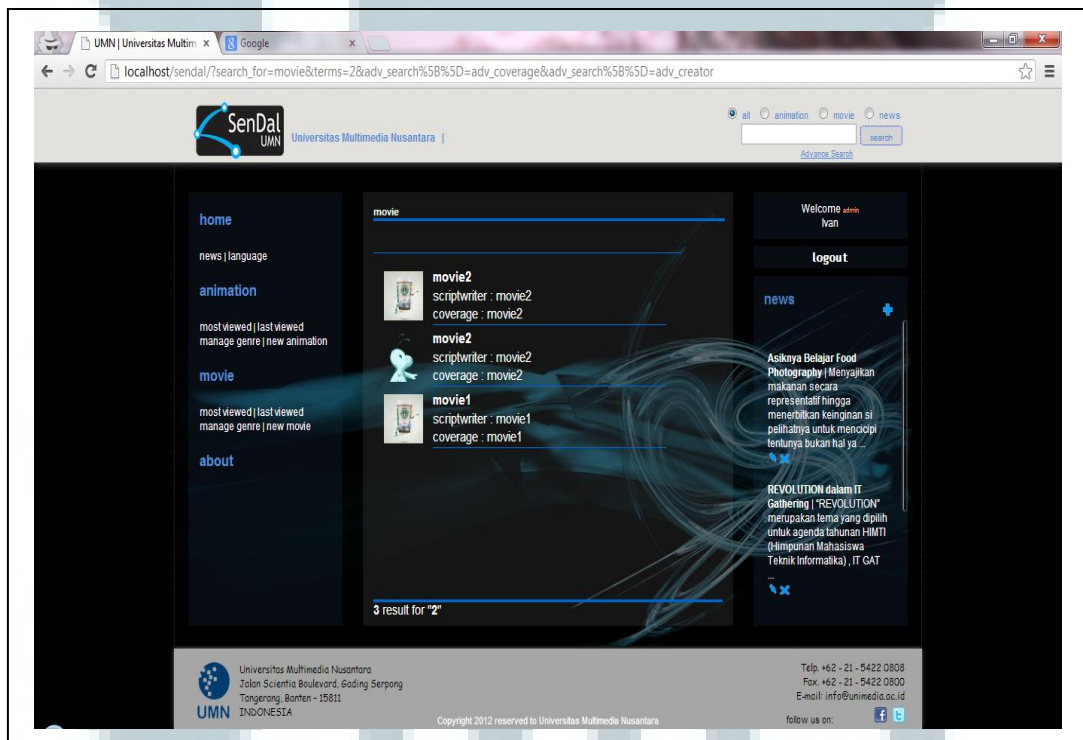 UMN | Universitas Multim
Google
localhost/sendal/?search_for=movie&terms=2&adv_search%5B%5D=adv_coverage&adv_search%5B%5D=adv_creator
SenDal
UMN
Universitas Multimedia Nusantara |
all animation movie news
search
Advance Search
home
news | language
animation
most viewed | last viewed
manage genre | new animation
movie
most viewed | last viewed
manage genre | new movie
about
movie
movie2
scriptwriter : movie2
coverage : movie2
movie2
scriptwriter : movie2
coverage : movie2
movie1
scriptwriter : movie1
coverage : movie1
3 result for "2"
Welcome admin
Ivan
logout
news
Asiknya Belajar Food
Photography | Menyajikan
makanan secara
representatif hingga
menerbitkan keinginan si
pelihatnya untuk mencicipi
tentunya bukan hal ya ...
REVOLUTION dalam IT
Gathering | "REVOLUTION"
merupakan tema yang dipilih
untuk agenda tahunan HIMTI
(Himpunan Mahasiswa
Teknik Informatika) , IT GAT
...
UMN
Universitas Multimedia Nusantara
Jalan Scientia Boulevard, Gading Serpong
Tangerang, Banten - 15811
INDONESIA
Copyright 2012 reserved to Universitas Multimedia Nusantara
Telp. +62 - 21 - 5422 0808
Fax. +62 - 21 - 5422 0800
E-mail: info@unimedia.ac.id
follow us on: